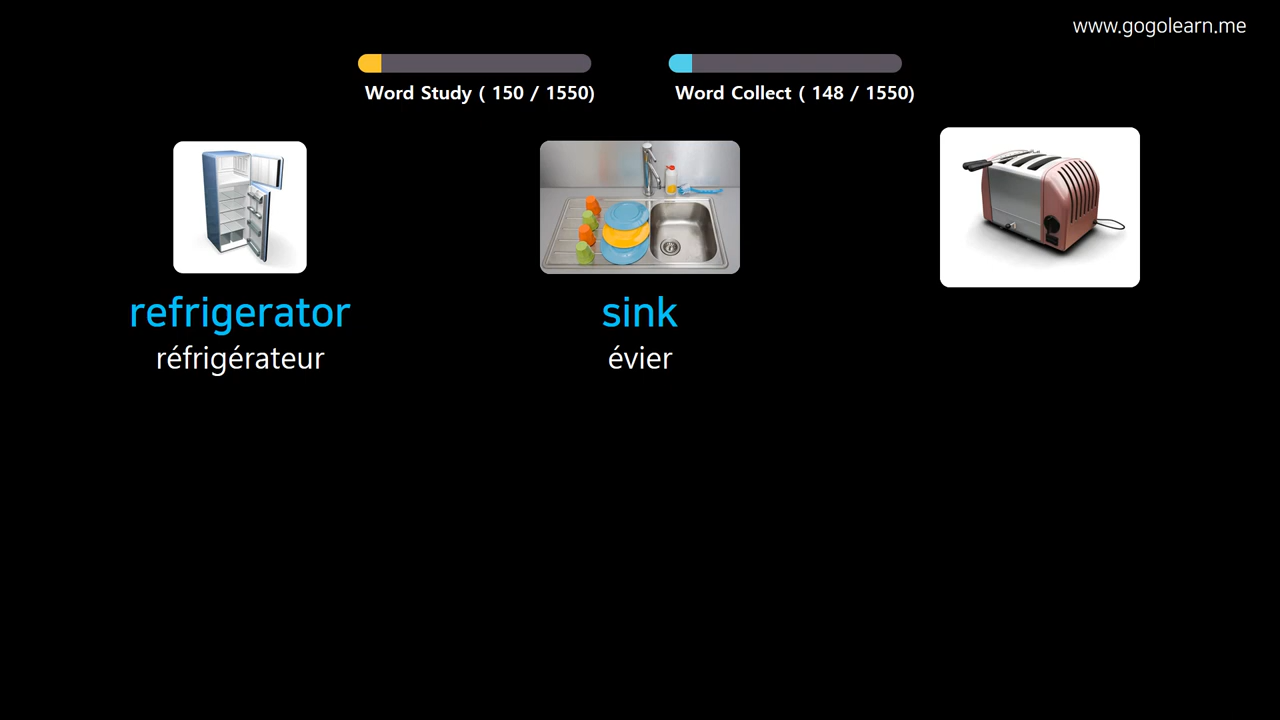 www.gogolearn.me
Word Study ( 150 / 1550)
Word Collect ( 148 / 1550)
refrigerator
réfrigérateur
sink
évier